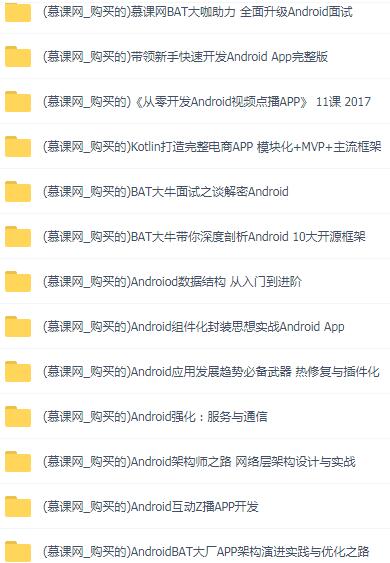 (慕课网_购买的)慕课网BAT大咖助力 全面升级Android面试
(慕课网_购买的)带领新手快速开发Android App完整版
(慕课网_购买的)《从零开发Android视频点播APP》 11课 2017
(慕课网_购买的)Kotlin打造完整电商APP 模块化+MVP+主流框架
(慕课网_购买的)BAT大牛面试之谈解密Android
(慕课网_购买的)BAT大牛带你深度剖析Android 10大开源框架
(慕课网_购买的)Androiod数据结构 从入门到进阶
(慕课网_购买的)Android组件化封装思想实战Android App
(慕课网_购买的)Android应用发展趋势必备武器 热修复与插件化
(慕课网_购买的)Android强化：服务与通信
(慕课网_购买的)Android架构师之路 网络层架构设计与实战
(慕课网_购买的)Android互动Z播APP开发
(慕课网_购买的)AndroidBAT大厂APP架构演进实践与优化之路